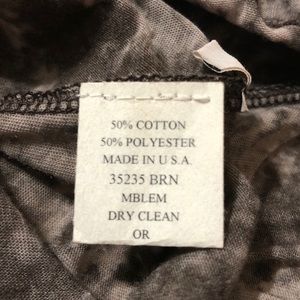 50% COTTON
50% POLYESTER
MADE IN U.S.A.
35235 BRN
MBLEM
DRY CLEAN
OR